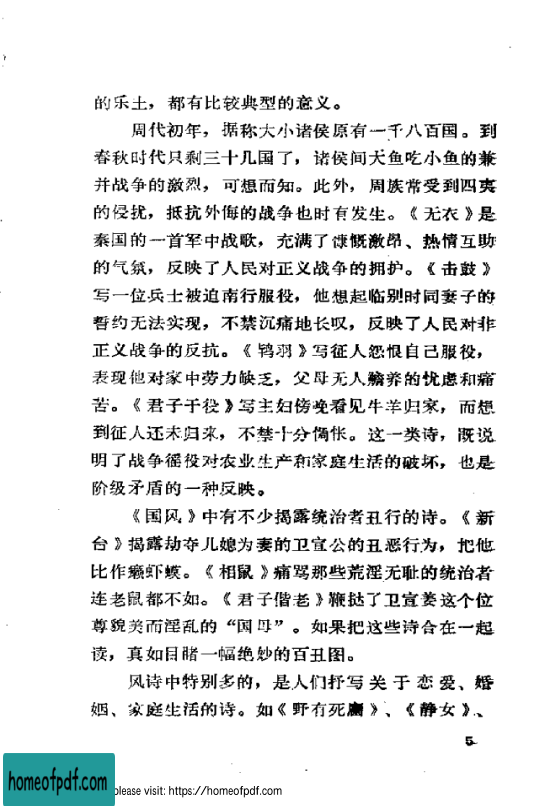 的乐土，都有比较典型的意义。
周代初年，据称大小诸侯原有一千八百国。到
春秋时代只剩三十几国了，诸侯间大鱼吃小鱼的兼
并战争的激烈，可想而知。此外，周族常受到四夷
的侵扰，抵抗外侮的战争也时有发生。《无衣》是
秦国的一首军中战歌，充满了慷慨激昂、热情互助
的气氛，反映了人民对正义战争的拥护。《击鼓》
写一位兵士被迫南行服役，他想起临别时同妻子的
誓约无法实现，不禁沉痛地长叹，反映了人民对非
正义战争的反抗。《鸨羽》写征人怨恨自己服役，
表现他对家中劳力缺乏，父母无人赡养的忧虑和痛
苦。《君子于役》写主妇傍晚看见牛羊归家，而想
到征人还未归来，不禁十分惆怅。这一类诗，既说
明了战争徭役对农业生产和家庭生活的破坏，也是
阶级矛盾的一种反映。
《国风》中有不少揭露统治者丑行的诗。《新
台》揭露劫夺儿媳为妻的卫宣公的丑恶行为，把他
比作癞虾蟆。《相鼠》痛骂那些荒淫无耻的统治者
连老鼠都不如。《君子偕老》鞭挞了卫宣姜这个位
尊貌美而淫乱的“国母”。如果把这些诗合在一起
读，真如目睹一幅绝妙的百丑图。
风诗中特别多的，是人们抒写关于恋爱、婚
姻、家庭生活的诗。如《野有死麕》、《静女》、
5
homeofpdf.com
please visit: https://homeofpdf.com